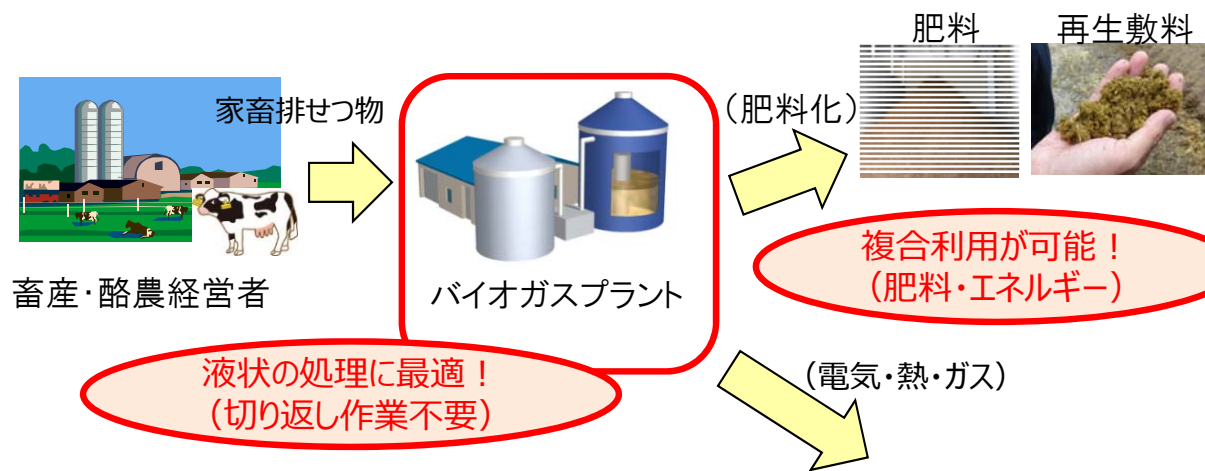 肥料
再生敷料
家畜排せつ物
(肥料化)
畜産・酪農経営者
バイオガスプラント
複合利用が可能!
(肥料・エネルギー)
液状の処理に最適!
(切り返し作業不要)
(電気・熱・ガス)